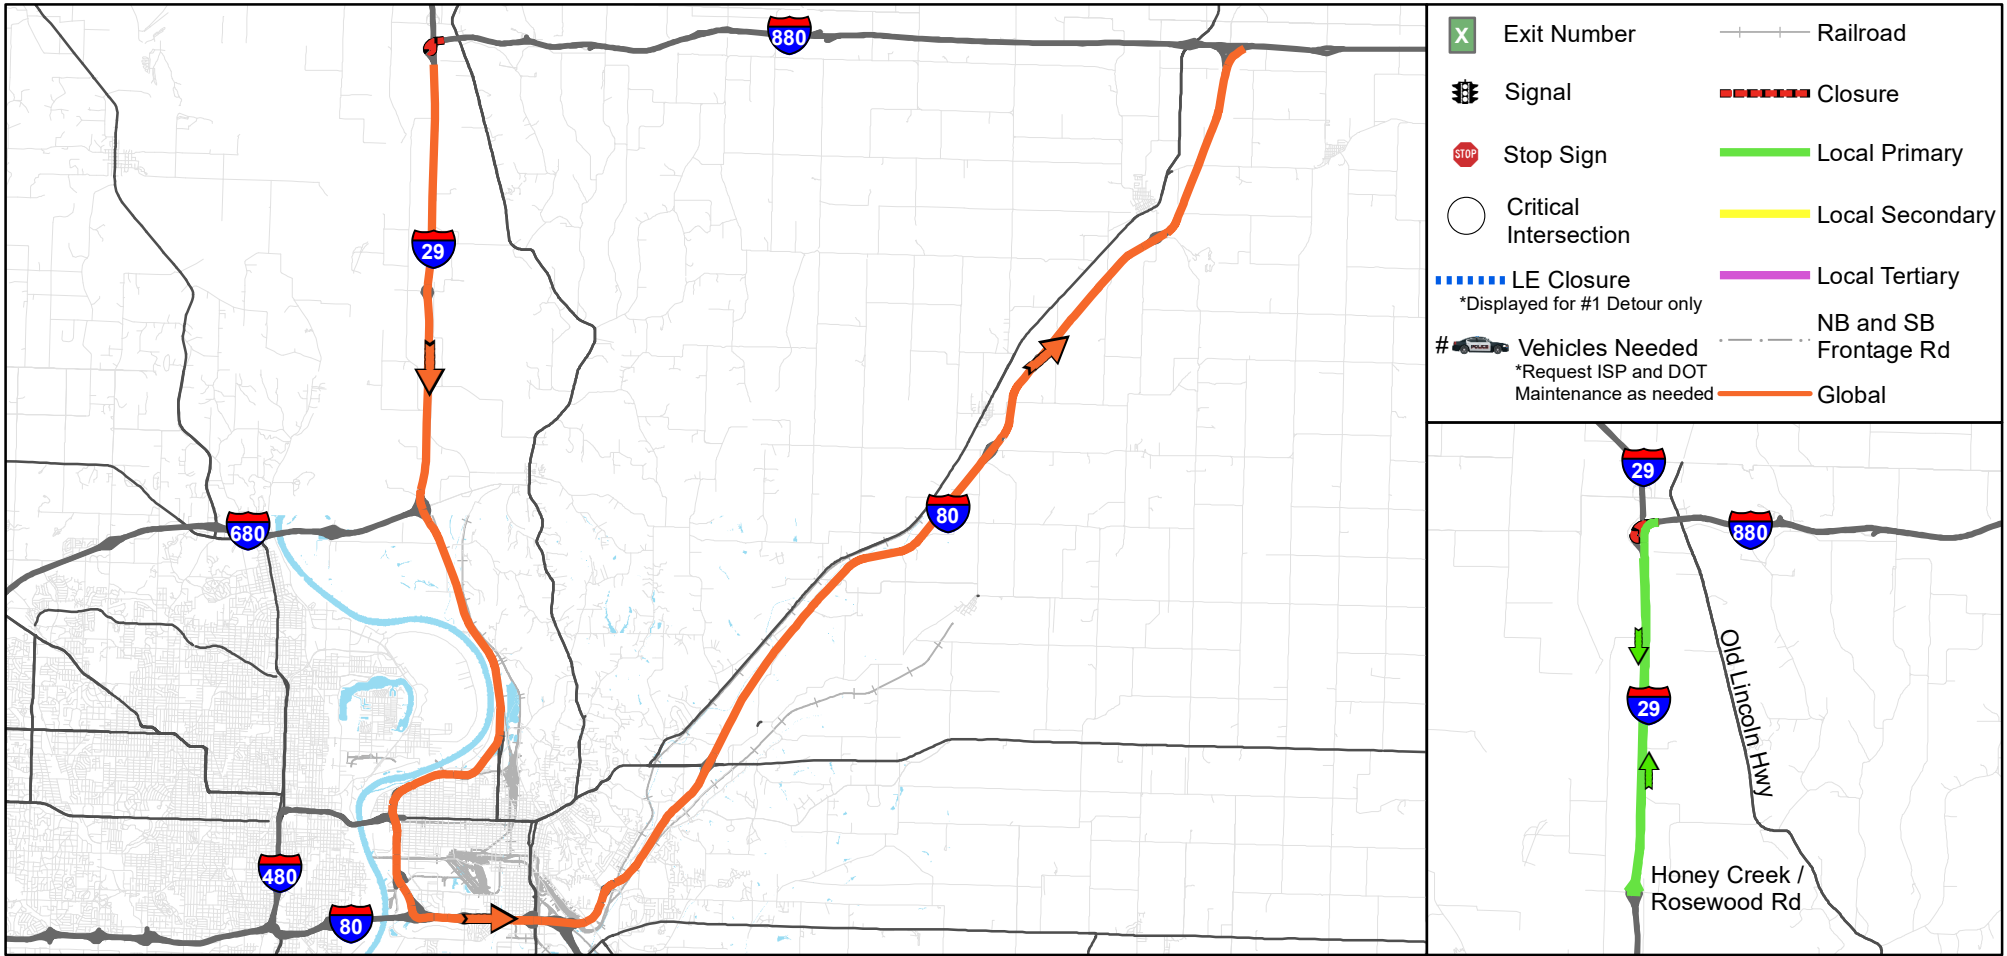 880
29
680
80
480
80
X Exit Number
Signal
STOP Stop Sign
Critical
Intersection
LE Closure
*Displayed for #1 Detour only
# POLICE Vehicles Needed
*Request ISP and DOT
Maintenance as needed
Railroad
Closure
Local Primary
Local Secondary
Local Tertiary
NB and SB
Frontage Rd
Global
29
880
Old Lincoln Hwy
29
Honey Creek /
Rosewood Rd